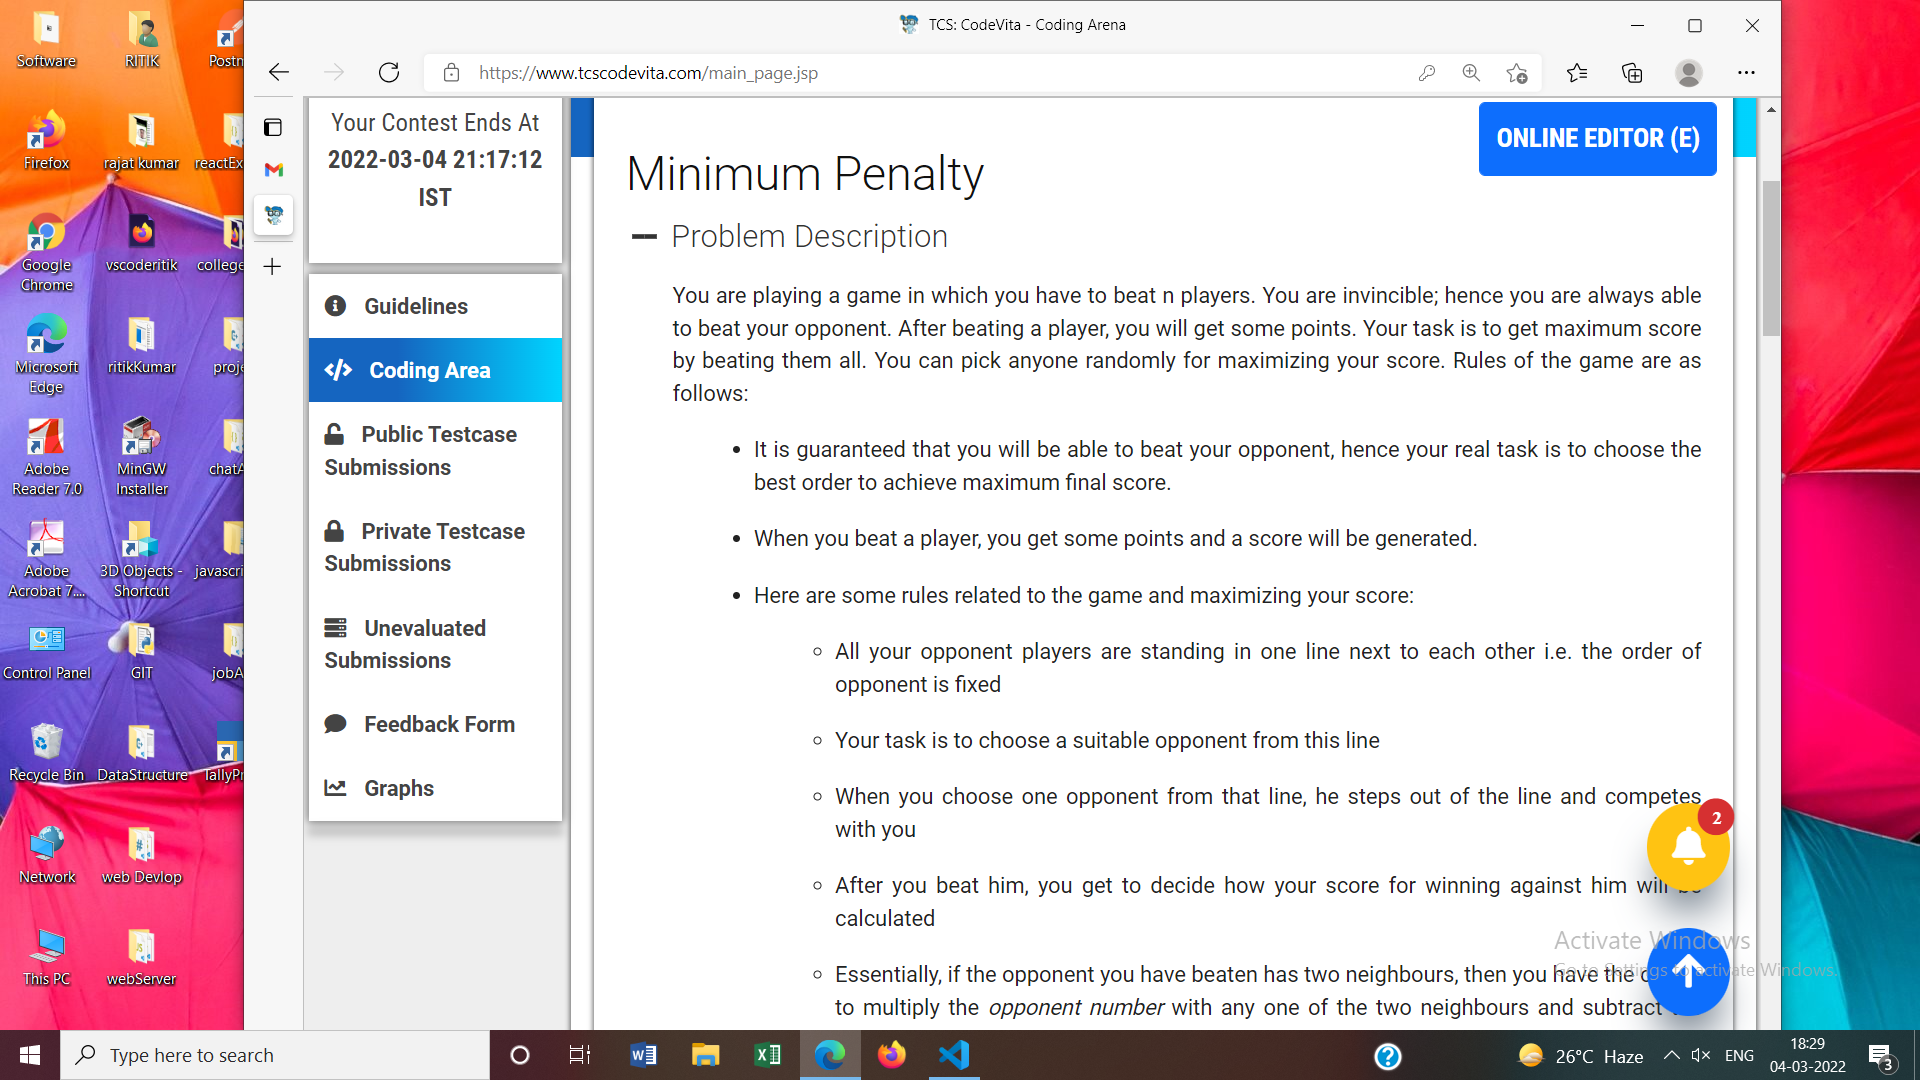 TCS: CodeVita - Coding Arena
https://www.tcscodevita.com/main_page.jsp
Software
RITIK
Postn
Firefox
rajat kumar
reactEx
Google Chrome
vscoderitik
college
Microsoft Edge
ritikKumar
proje
Adobe Reader 7.0
MinGW Installer
chatA
Adobe Acrobat 7....
3D Objects - Shortcut
javascri
Control Panel
GIT
jobA
Recycle Bin
DataStructure
TallyPr
Network
web Devlop
This PC
webServer
Your Contest Ends At
2022-03-04 21:17:12
IST
Guidelines
Coding Area
Public Testcase
Submissions
Private Testcase
Submissions
Unevaluated
Submissions
Feedback Form
Graphs
ONLINE EDITOR (E)
Minimum Penalty
Problem Description
You are playing a game in which you have to beat n players. You are invincible; hence you are always able
to beat your opponent. After beating a player, you will get some points. Your task is to get maximum score
by beating them all. You can pick anyone randomly for maximizing your score. Rules of the game are as
follows:
• It is guaranteed that you will be able to beat your opponent, hence your real task is to choose the
best order to achieve maximum final score.
• When you beat a player, you get some points and a score will be generated.
• Here are some rules related to the game and maximizing your score:
◦ All your opponent players are standing in one line next to each other i.e. the order of
opponent is fixed
◦ Your task is to choose a suitable opponent from this line
◦ When you choose one opponent from that line, he steps out of the line and competes
with you
◦ After you beat him, you get to decide how your score for winning against him will be
calculated
◦ Essentially, if the opponent you have beaten has two neighbours, then you have the
to multiply the opponent number with any one of the two neighbours and subtract
2
Activate Windows
Go to Settings to activate Windows.
Type here to search
26°C Haze
ENG
18:29
04-03-2022
3